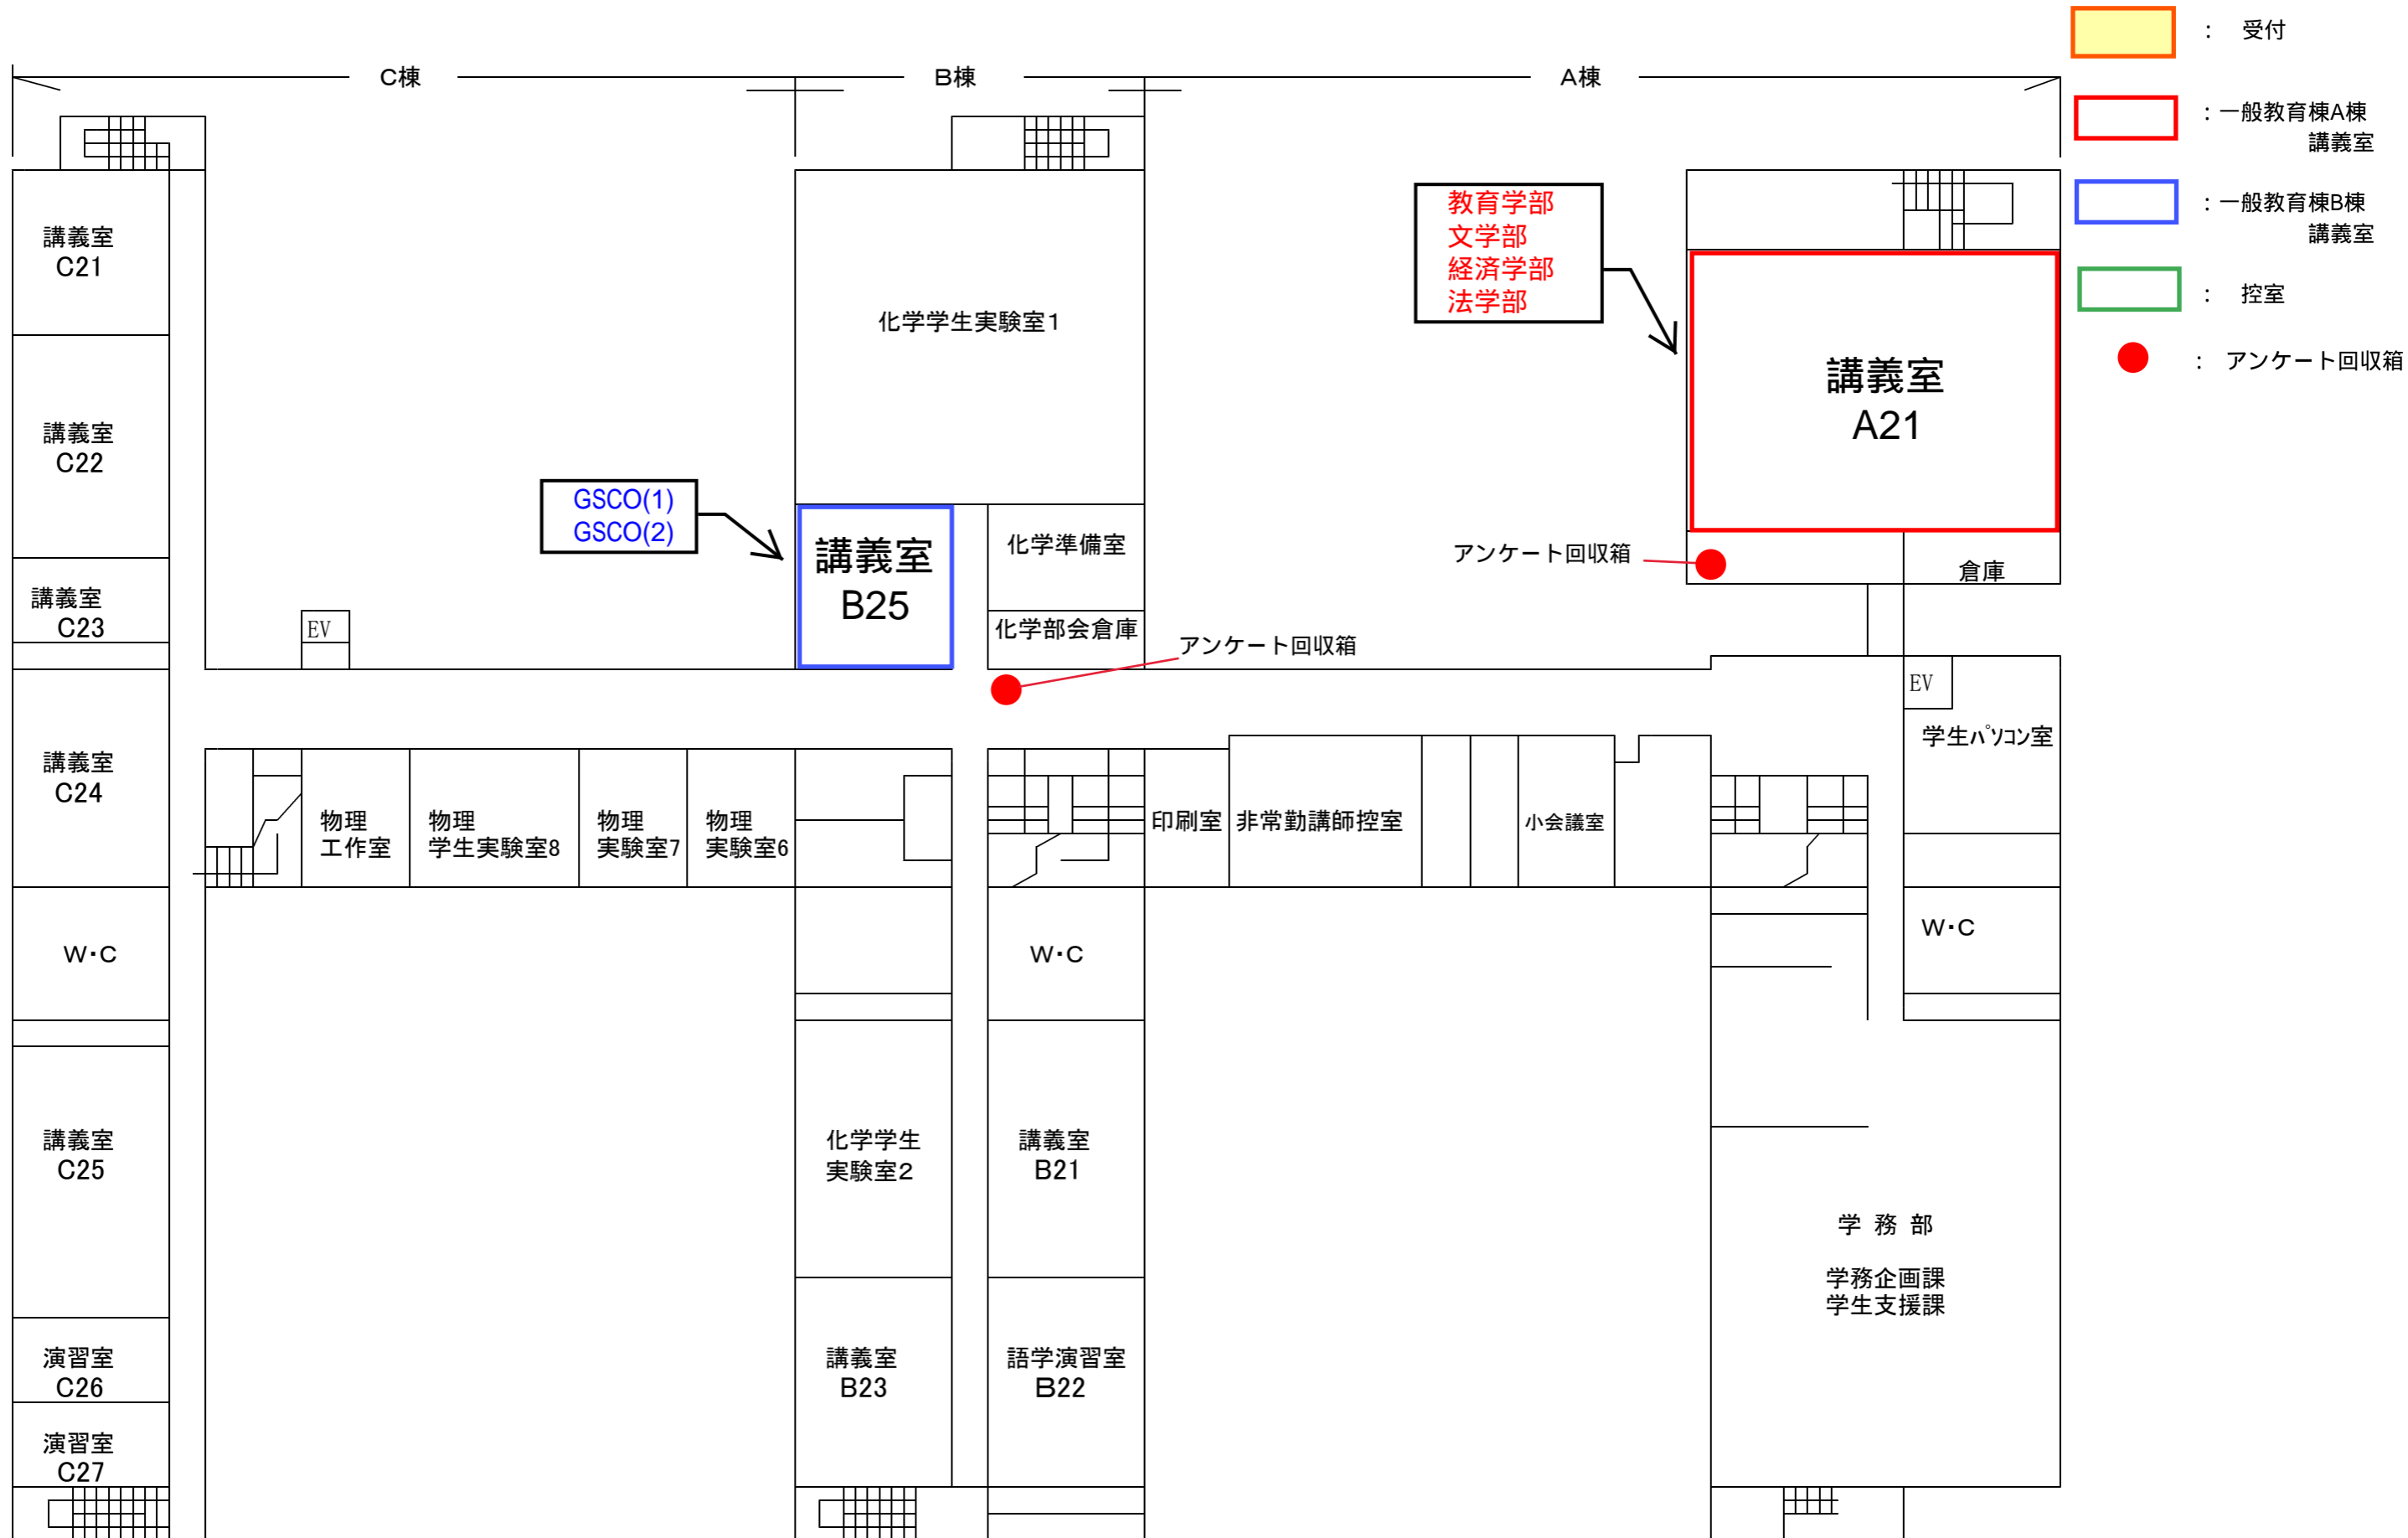 ： 受付
C棟
B棟
A棟
：一般教育棟A棟
講義室
：一般教育棟B棟
講義室
： 控室
： アンケート回収箱
教育学部
文学部
経済学部
法学部
講義室
C21
化学学生実験室1
講義室
A21
講義室
C22
GSCO(1)
GSCO(2)
講義室
B25
化学準備室
アンケート回収箱
倉庫
講義室
C23
EV
化学部会倉庫
アンケート回収箱
EV
学生パソコン室
講義室
C24
物理
工作室
物理
学生実験室8
物理
実験室7
物理
実験室6
印刷室
非常勤講師控室
小会議室
W・C
W・C
W・C
講義室
C25
化学学生
実験室2
講義室
B21
学 務 部
学務企画課
学生支援課
演習室
C26
講義室
B23
語学演習室
B22
演習室
C27